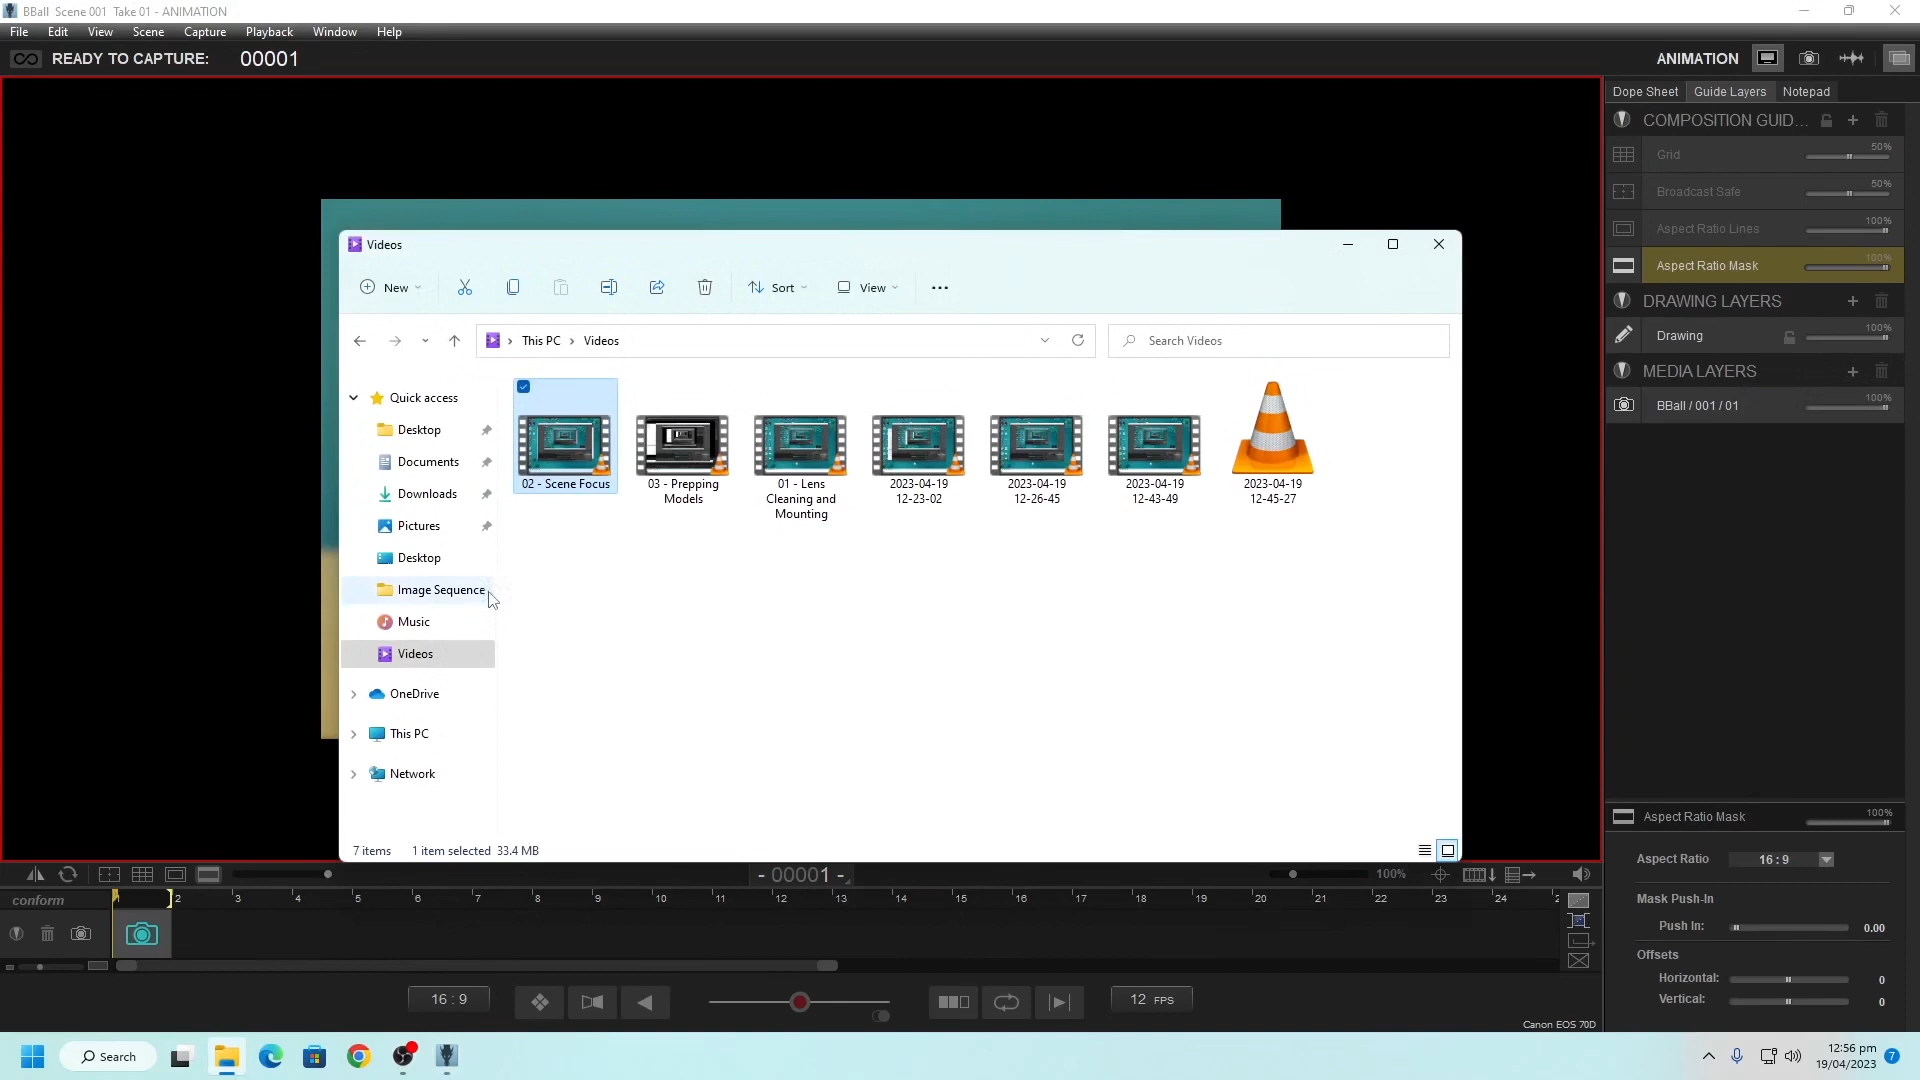 BBall Scene 001 Take 01 - ANIMATION
File Edit View Scene Capture Playback Window Help
READY TO CAPTURE: 00001
ANIMATION
Dope Sheet Guide Layers Notepad
COMPOSITION GUID...
Grid 50%
Broadcast Safe 50%
Aspect Ratio Lines 100%
Aspect Ratio Mask 100%
DRAWING LAYERS
Drawing 100%
MEDIA LAYERS
BBall / 001 / 01 100%
Videos
New Sort View
This PC Videos
Search Videos
Quick access
Desktop
Documents
Downloads
Pictures
Desktop
Image Sequence
Music
Videos
OneDrive
This PC
Network
02 - Scene Focus
03 - Prepping
Models
01 - Lens
Cleaning and
Mounting
2023-04-19
12-23-02
2023-04-19
12-26-45
2023-04-19
12-43-49
2023-04-19
12-45-27
7 items 1 item selected 33.4 MB
Aspect Ratio Mask 100%
Aspect Ratio 16 : 9
Mask Push-In
Push In: 0.00
Offsets
Horizontal: 0
Vertical: 0
- 00001 -
100%
conform
2 3 4 5 6 7 8 9 10 11 12 13 14 15 16 17 18 19 20 21 22 23 24
16 : 9
12 FPS
Canon EOS 70D
Search
12:56 pm
19/04/2023
7